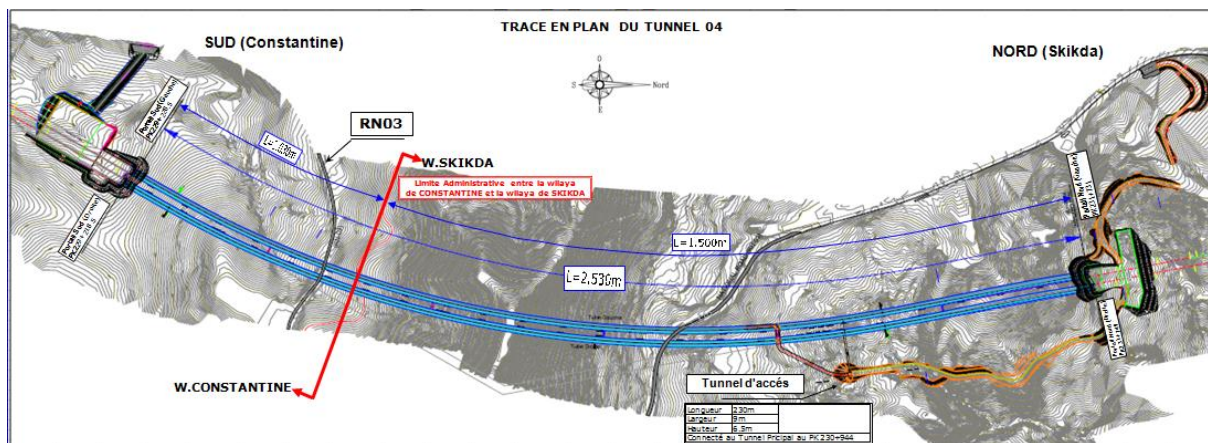 TRACE EN PLAN DU TUNNEL 04
SUD (Constantine)
NORD (Skikda)
O
S
Nord
E
RN03
W.SKIKDA
Limite Administrative entre la wilaya
de CONSTANTINE et la wilaya de SKIKDA
L=1.500m
L=2.530m
W.CONSTANTINE
Tunnel d'accés
Longueur 230m
Largeur 9m
Hauteur 6.5m
Connecté au Tunnel Pricipal au PK 230+944